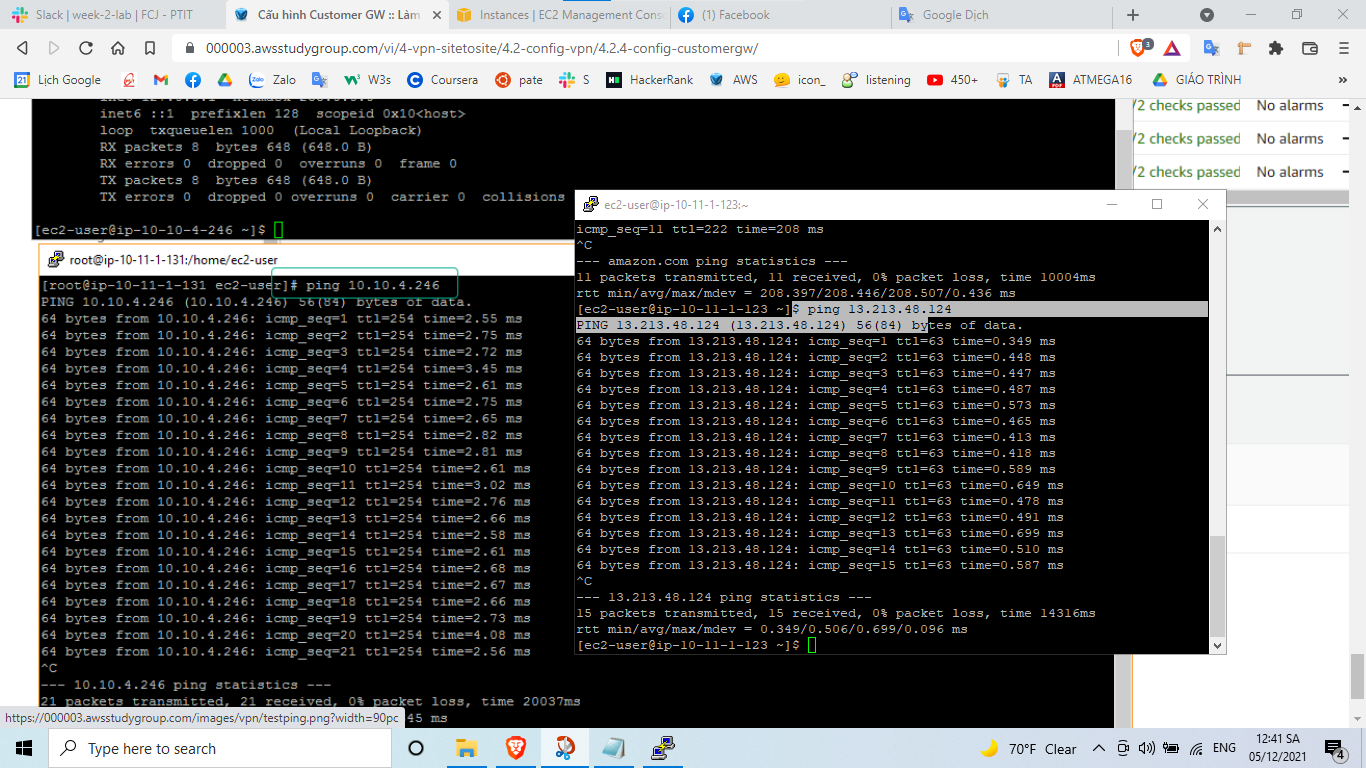 Slack | week-2-lab | FCJ - PTIT
Cấu hình Customer GW :: Làm
Instances | EC2 Management Cons
(1) Facebook
Google Dịch
000003.awsstudygroup.com/vi/4-vpn-sitetosite/4.2-config-vpn/4.2.4-config-customergw/
3
21 Lịch Google
Zalo Zalo
W3s
Coursera
pate
S
HackerRank
AWS
icon_
listening
450+
TA
ATMEGA16
GIÁO TRÌNH
inet6 ::1 prefixlen 128 scopeid 0x10<host>
loop txqueuelen 1000 (Local Loopback)
RX packets 8 bytes 648 (648.0 B)
RX errors 0 dropped 0 overruns 0 frame 0
TX packets 8 bytes 648 (648.0 B)
TX errors 0 dropped 0 overruns 0 carrier 0 collisions
[ec2-user@ip-10-10-4-246 ~]$
/2 checks passed No alarms
/2 checks passed No alarms
/2 checks passed No alarms
root@ip-10-11-1-131:/home/ec2-user
[root@ip-10-11-1-131 ec2-user]# ping 10.10.4.246
PING 10.10.4.246 (10.10.4.246) 56(84) bytes of data.
64 bytes from 10.10.4.246: icmp_seq=1 ttl=254 time=2.55 ms
64 bytes from 10.10.4.246: icmp_seq=2 ttl=254 time=2.75 ms
64 bytes from 10.10.4.246: icmp_seq=3 ttl=254 time=2.72 ms
64 bytes from 10.10.4.246: icmp_seq=4 ttl=254 time=3.45 ms
64 bytes from 10.10.4.246: icmp_seq=5 ttl=254 time=2.61 ms
64 bytes from 10.10.4.246: icmp_seq=6 ttl=254 time=2.75 ms
64 bytes from 10.10.4.246: icmp_seq=7 ttl=254 time=2.65 ms
64 bytes from 10.10.4.246: icmp_seq=8 ttl=254 time=2.82 ms
64 bytes from 10.10.4.246: icmp_seq=9 ttl=254 time=2.81 ms
64 bytes from 10.10.4.246: icmp_seq=10 ttl=254 time=2.61 ms
64 bytes from 10.10.4.246: icmp_seq=11 ttl=254 time=3.02 ms
64 bytes from 10.10.4.246: icmp_seq=12 ttl=254 time=2.76 ms
64 bytes from 10.10.4.246: icmp_seq=13 ttl=254 time=2.66 ms
64 bytes from 10.10.4.246: icmp_seq=14 ttl=254 time=2.58 ms
64 bytes from 10.10.4.246: icmp_seq=15 ttl=254 time=2.61 ms
64 bytes from 10.10.4.246: icmp_seq=16 ttl=254 time=2.68 ms
64 bytes from 10.10.4.246: icmp_seq=17 ttl=254 time=2.67 ms
64 bytes from 10.10.4.246: icmp_seq=18 ttl=254 time=2.66 ms
64 bytes from 10.10.4.246: icmp_seq=19 ttl=254 time=2.73 ms
64 bytes from 10.10.4.246: icmp_seq=20 ttl=254 time=4.08 ms
64 bytes from 10.10.4.246: icmp_seq=21 ttl=254 time=2.56 ms
^C
--- 10.10.4.246 ping statistics ---
21 packets transmitted, 21 received, 0% packet loss, time 20037ms
45 ms
ec2-user@ip-10-11-1-123:~
icmp_seq=11 ttl=222 time=208 ms
^C
--- amazon.com ping statistics ---
11 packets transmitted, 11 received, 0% packet loss, time 10004ms
rtt min/avg/max/mdev = 208.397/208.446/208.507/0.436 ms
[ec2-user@ip-10-11-1-123 ~]$ ping 13.213.48.124
PING 13.213.48.124 (13.213.48.124) 56(84) bytes of data.
64 bytes from 13.213.48.124: icmp_seq=1 ttl=63 time=0.349 ms
64 bytes from 13.213.48.124: icmp_seq=2 ttl=63 time=0.448 ms
64 bytes from 13.213.48.124: icmp_seq=3 ttl=63 time=0.447 ms
64 bytes from 13.213.48.124: icmp_seq=4 ttl=63 time=0.487 ms
64 bytes from 13.213.48.124: icmp_seq=5 ttl=63 time=0.573 ms
64 bytes from 13.213.48.124: icmp_seq=6 ttl=63 time=0.465 ms
64 bytes from 13.213.48.124: icmp_seq=7 ttl=63 time=0.413 ms
64 bytes from 13.213.48.124: icmp_seq=8 ttl=63 time=0.418 ms
64 bytes from 13.213.48.124: icmp_seq=9 ttl=63 time=0.589 ms
64 bytes from 13.213.48.124: icmp_seq=10 ttl=63 time=0.649 ms
64 bytes from 13.213.48.124: icmp_seq=11 ttl=63 time=0.478 ms
64 bytes from 13.213.48.124: icmp_seq=12 ttl=63 time=0.491 ms
64 bytes from 13.213.48.124: icmp_seq=13 ttl=63 time=0.699 ms
64 bytes from 13.213.48.124: icmp_seq=14 ttl=63 time=0.510 ms
64 bytes from 13.213.48.124: icmp_seq=15 ttl=63 time=0.587 ms
^C
--- 13.213.48.124 ping statistics ---
15 packets transmitted, 15 received, 0% packet loss, time 14316ms
rtt min/avg/max/mdev = 0.349/0.506/0.699/0.096 ms
[ec2-user@ip-10-11-1-123 ~]$
https://000003.awsstudygroup.com/images/vpn/testping.png?width=90pc
Type here to search
70°F Clear
ENG
12:41 SA
05/12/2021
4